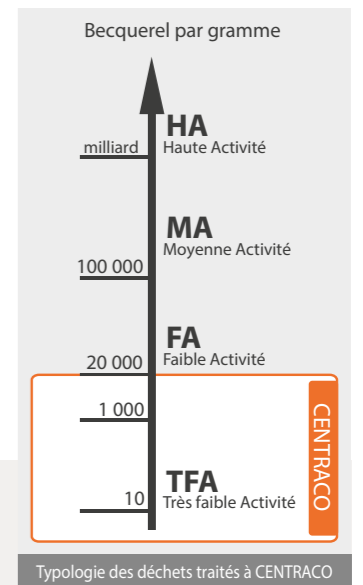 Becquerel par gramme
HA
milliard
Haute Activité
MA
Moyenne Activité
100 000
FA
20 000
Faible Activité
1 000
CENTRACO
TFA
10
Très faible Activité
Typologie des déchets traités à CENTRACO